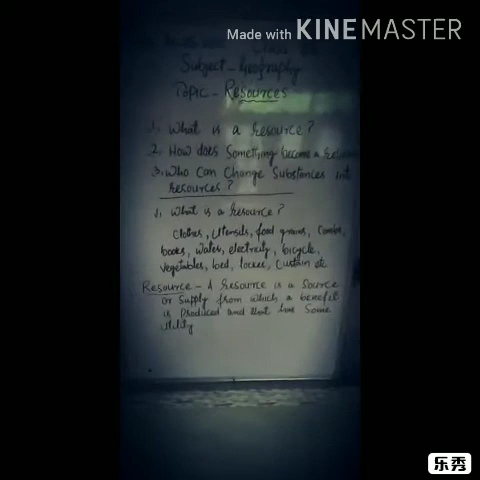 Made with KINEMASTER
Class
Subject - Geography
Topic - Resources
1. What is a resource?
2. How does Something become a
3. Who Can Change Substances into
resources?
1. What is a resource?
Clothes, Utensils, food grains,
books, Water, electricity, bicycle,
Vegetables, bed, locker, Custain etc
Resource - A resource is a Source
or Supply from which a benefit
is Produced and that has Some
utility
乐秀